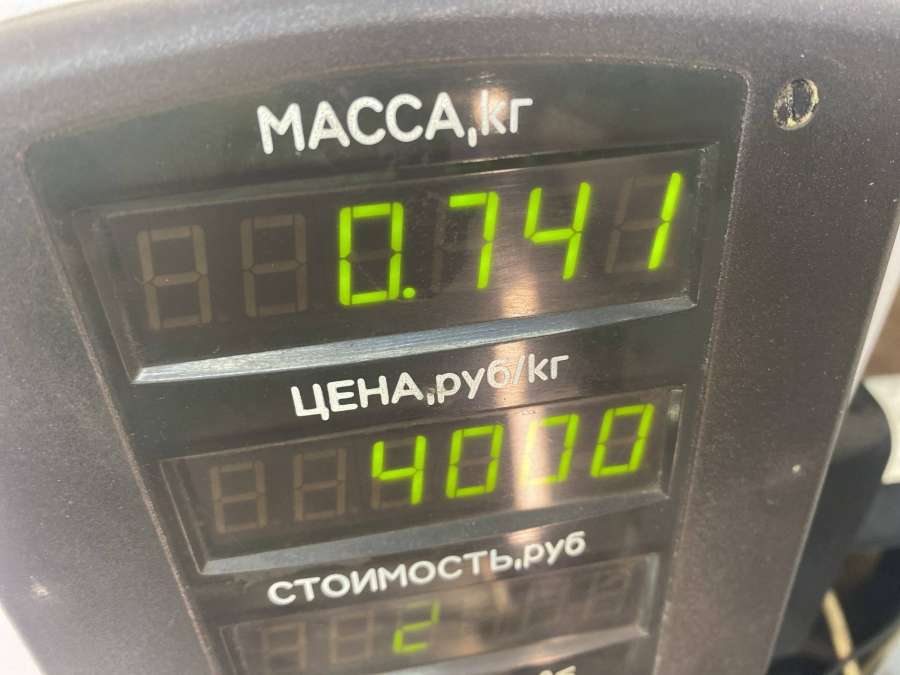 МАССА,кг
0.741
ЦЕНА,руб/кг
4000
СТОИМОСТЬ,руб
2